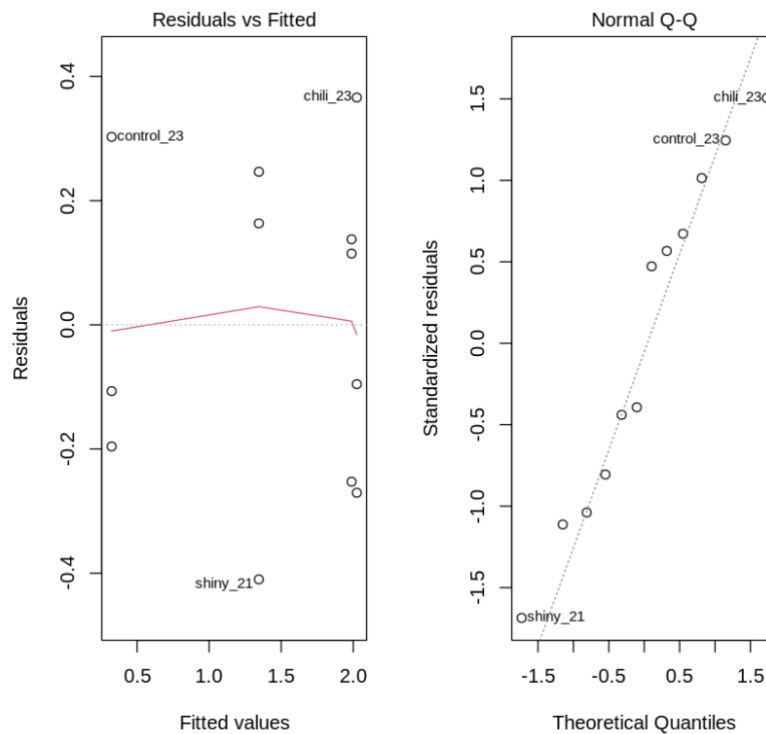 Residuals vs Fitted
Residuals
0.4
0.2
0.0
-0.2
-0.4
chili_23
control_23
shiny_21
0.5 1.0 1.5 2.0
Fitted values
Normal Q-Q
Standardized residuals
1.5
1.0
0.5
0.0
-0.5
-1.0
-1.5
chili_23
control_23
shiny_21
-1.5 -0.5 0.5 1.5
Theoretical Quantiles